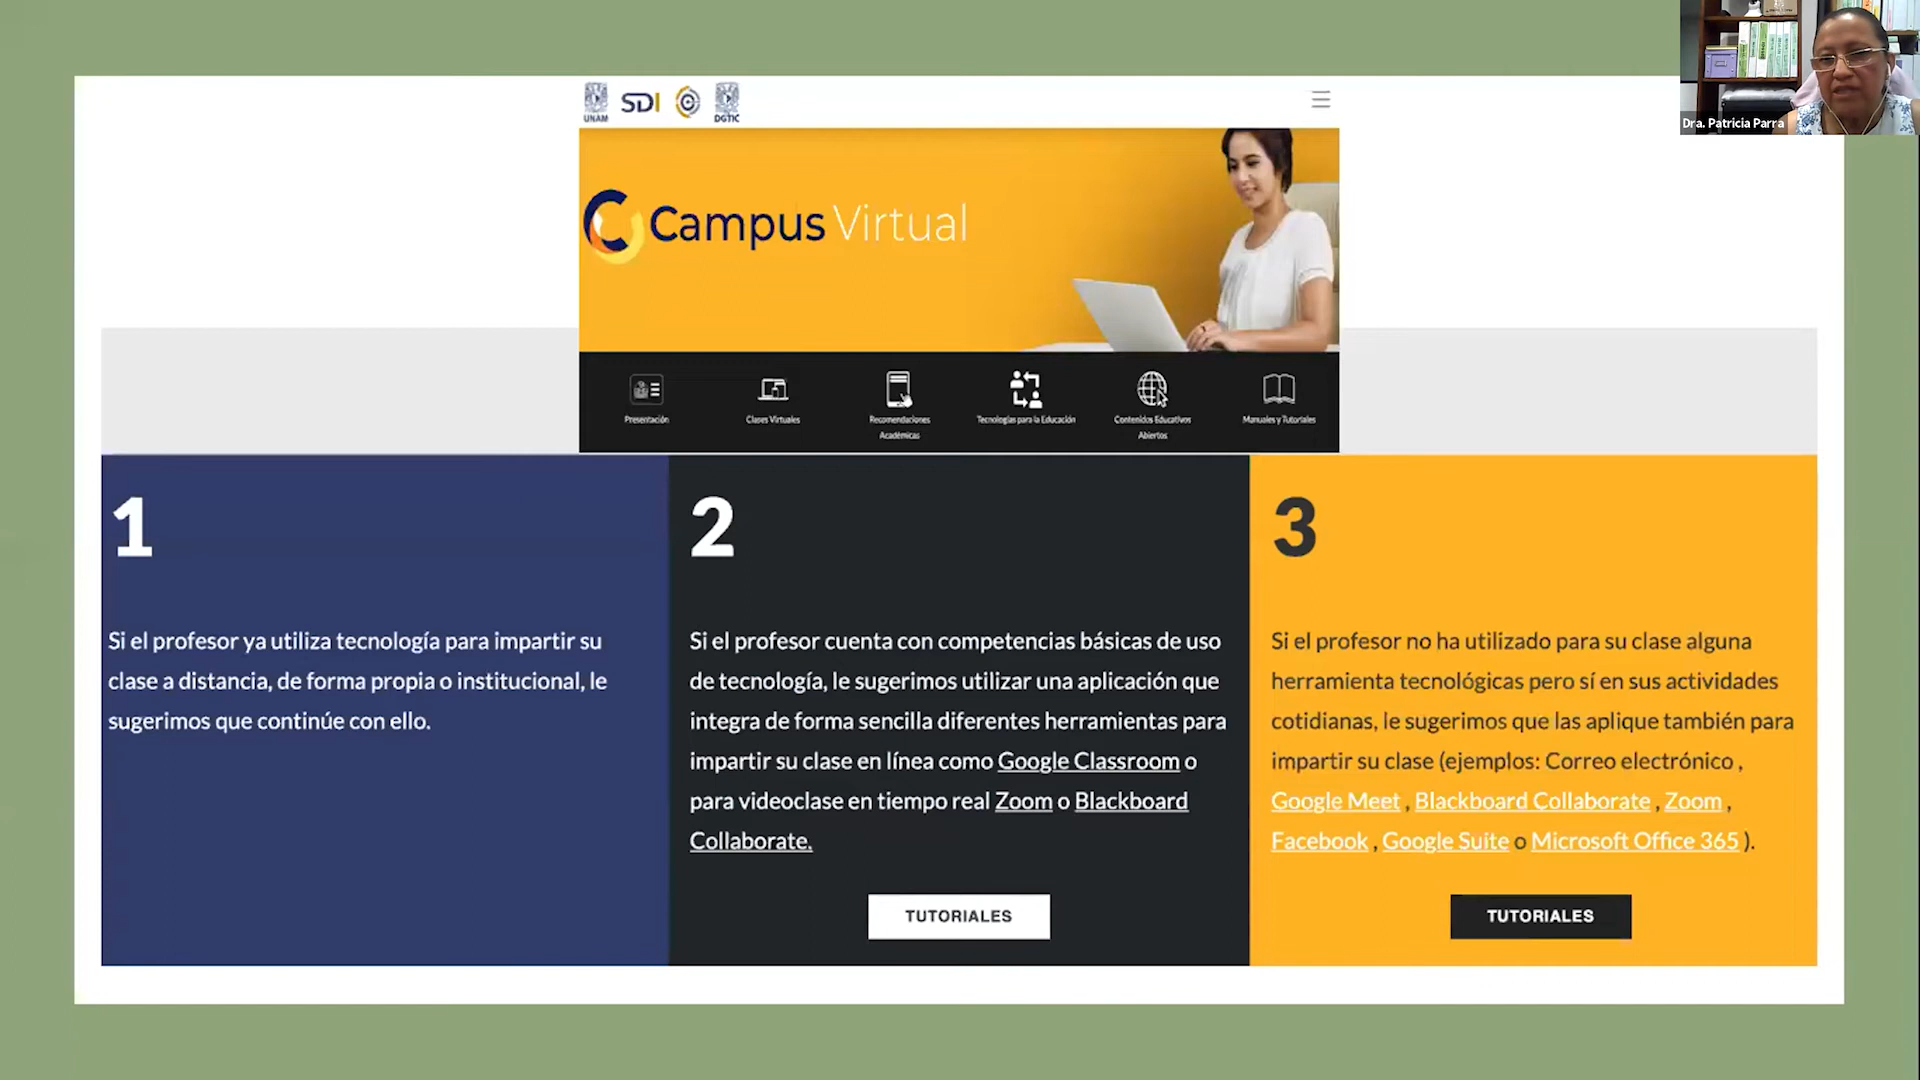 Dra. Patricia Parra
UNAM
SDI
DGTIC
Campus Virtual
Presentación
Clases Virtuales
Recomendaciones
Académicas
Tecnologías para la Educación
Contenidos Educativos
Abiertos
Manuales y Tutoriales
1
Si el profesor ya utiliza tecnología para impartir su
clase a distancia, de forma propia o institucional, le
sugerimos que continúe con ello.
2
Si el profesor cuenta con competencias básicas de uso
de tecnología, le sugerimos utilizar una aplicación que
integra de forma sencilla diferentes herramientas para
impartir su clase en línea como Google Classroom o
para videoclase en tiempo real Zoom o Blackboard
Collaborate.
TUTORIALES
3
Si el profesor no ha utilizado para su clase alguna
herramienta tecnológicas pero sí en sus actividades
cotidianas, le sugerimos que las aplique también para
impartir su clase (ejemplos: Correo electrónico ,
Google Meet , Blackboard Collaborate , Zoom ,
Facebook , Google Suite o Microsoft Office 365 ).
TUTORIALES